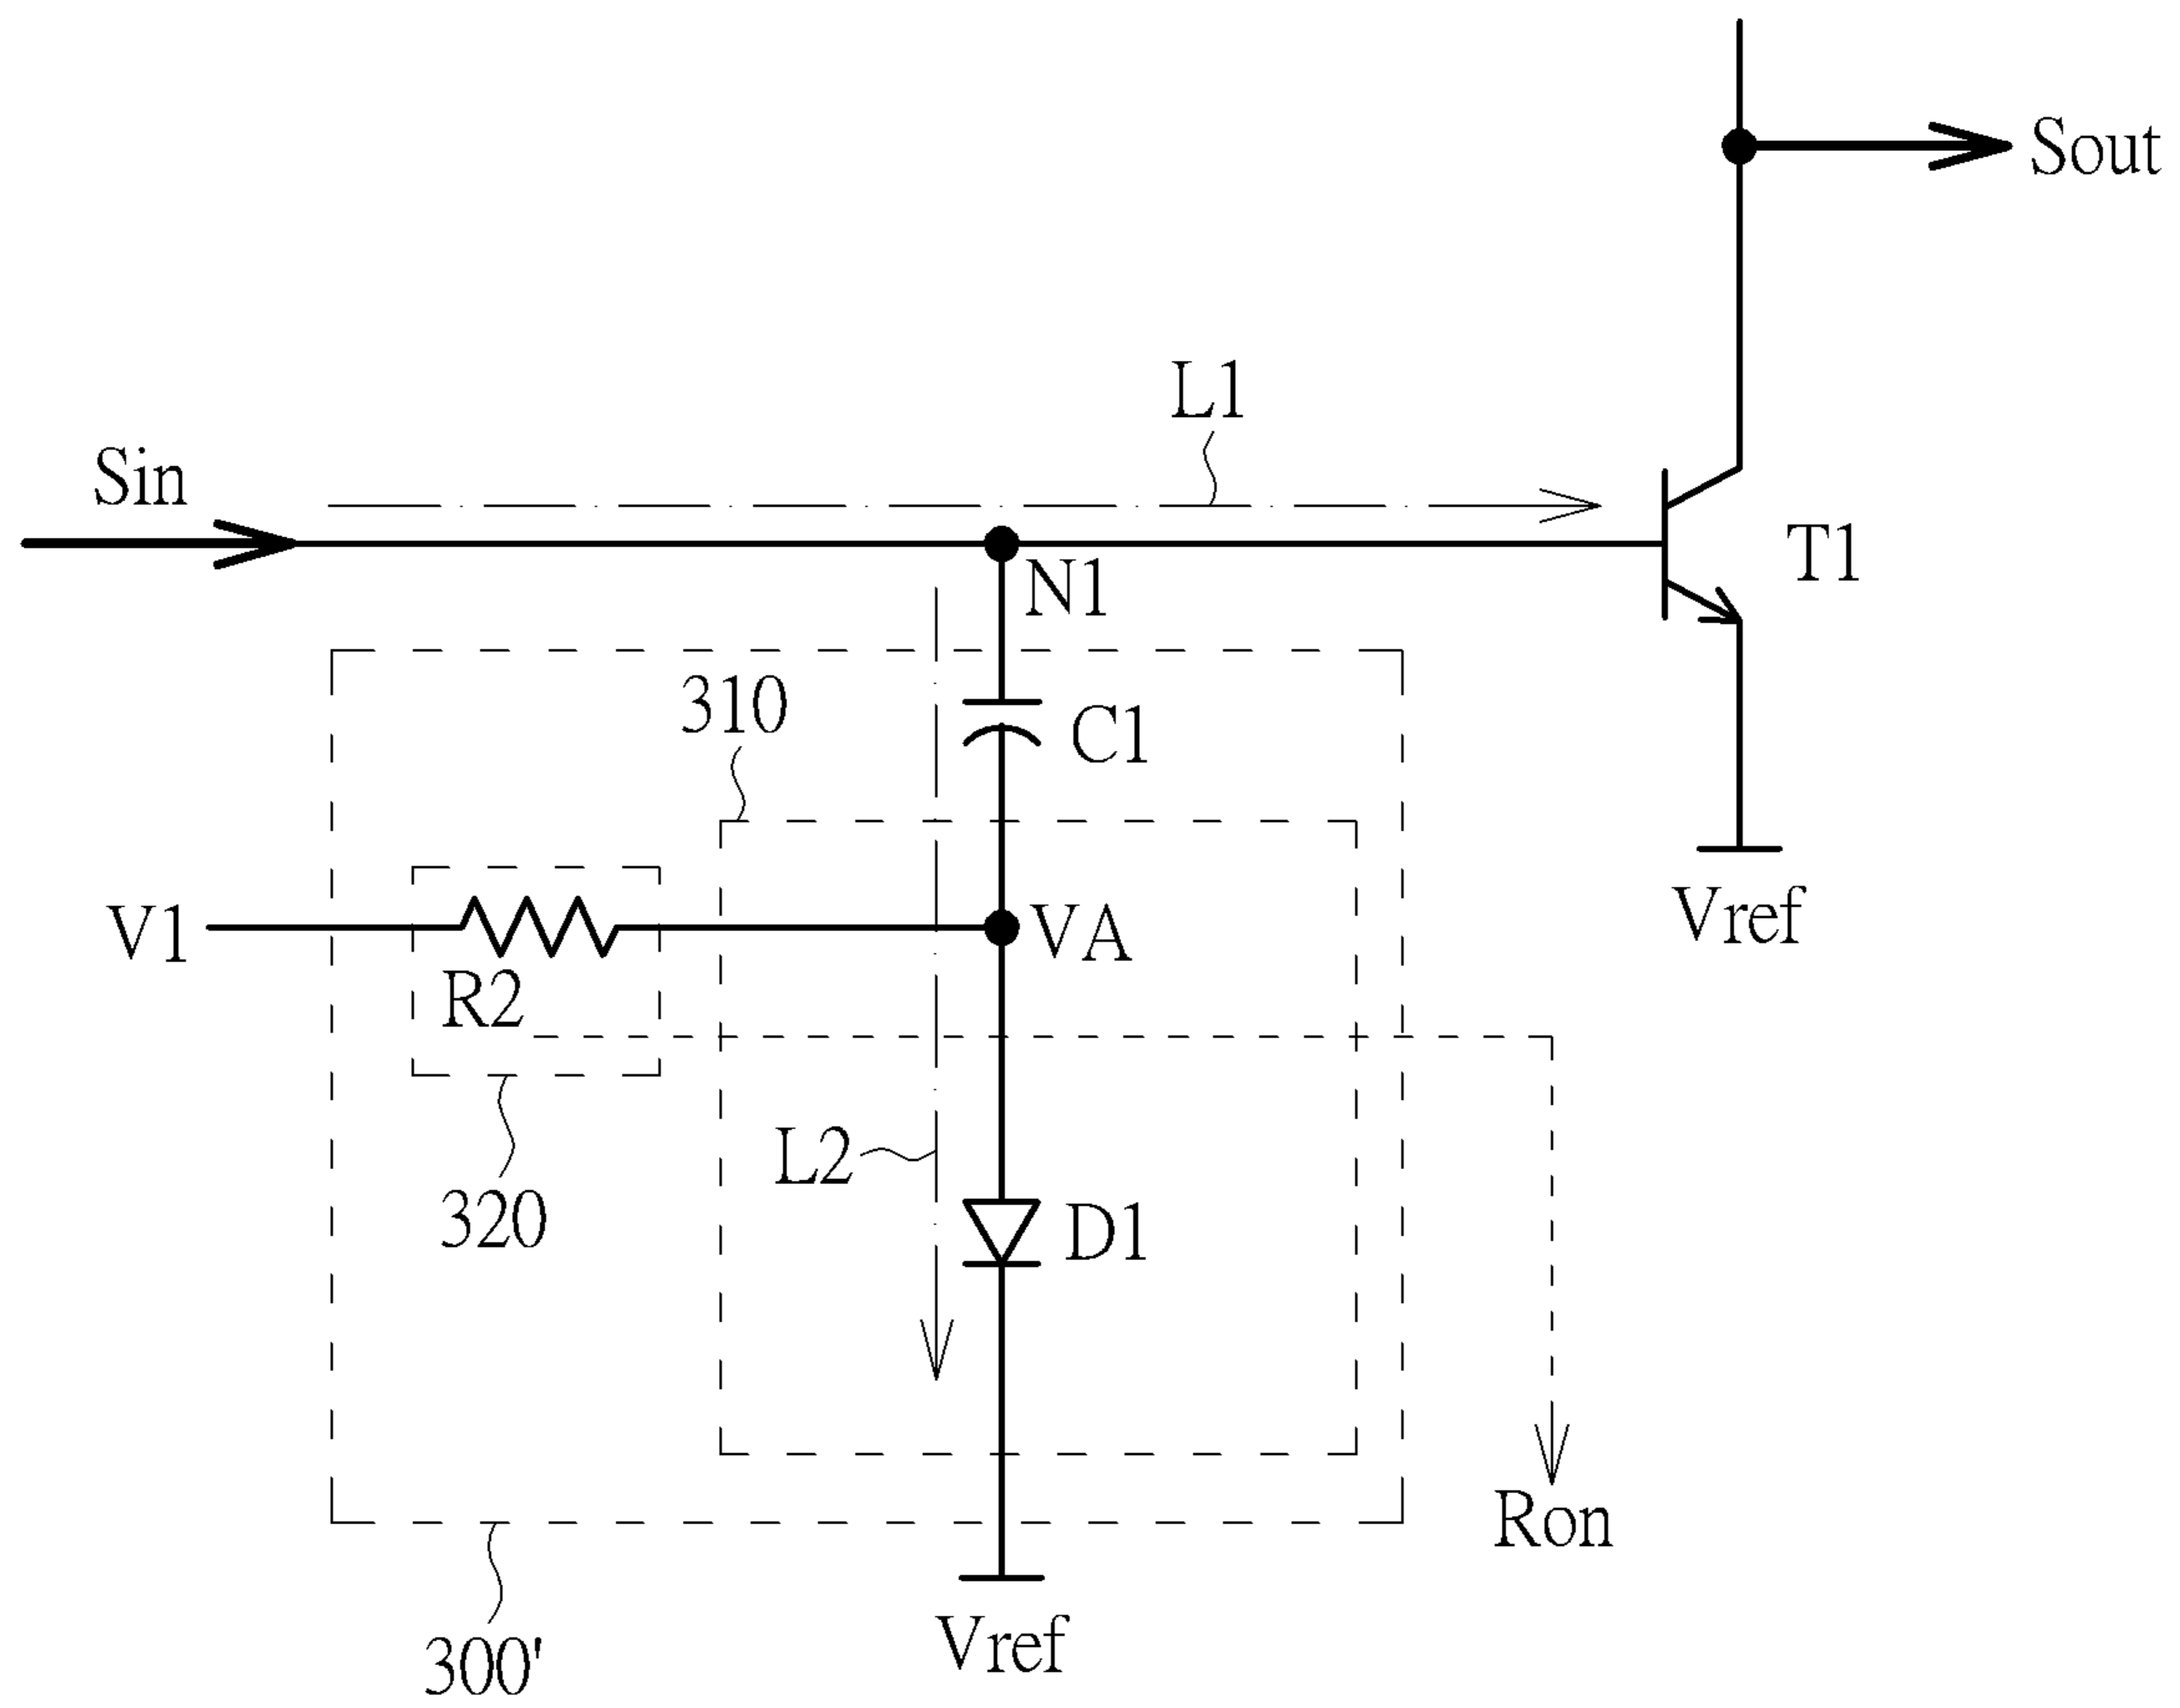 Sout
L1
Sin
N1
T1
310
C1
V1
VA
Vref
R2
L2
320
D1
Ron
300'
Vref